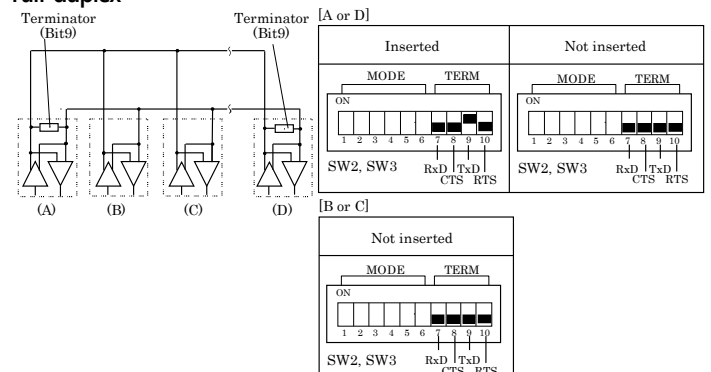 duplex
Terminator
(Bit9)
Terminator
(Bit9)
(A) (B) (C) (D)
[A or D]
Inserted
MODE TERM
ON
1 2 3 4 5 6 7 8 9 10
SW2, SW3
RxD TxD
CTS RTS
Not inserted
MODE TERM
ON
1 2 3 4 5 6 7 8 9 10
SW2, SW3
RxD TxD
CTS RTS
[B or C]
Not inserted
MODE TERM
ON
1 2 3 4 5 6 7 8 9 10
SW2, SW3
RxD TxD
CTS RTS